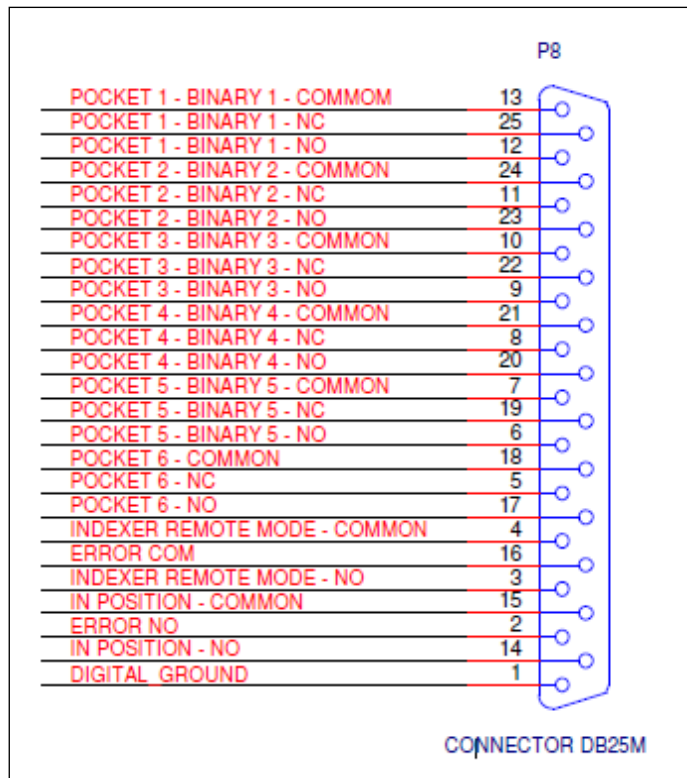 P8
POCKET 1 - BINARY 1 - COMMOM 13
POCKET 1 - BINARY 1 - NC 25
POCKET 1 - BINARY 1 - NO 12
POCKET 2 - BINARY 2 - COMMON 24
POCKET 2 - BINARY 2 - NC 11
POCKET 2 - BINARY 2 - NO 23
POCKET 3 - BINARY 3 - COMMON 10
POCKET 3 - BINARY 3 - NC 22
POCKET 3 - BINARY 3 - NO 9
POCKET 4 - BINARY 4 - COMMON 21
POCKET 4 - BINARY 4 - NC 8
POCKET 4 - BINARY 4 - NO 20
POCKET 5 - BINARY 5 - COMMON 7
POCKET 5 - BINARY 5 - NC 19
POCKET 5 - BINARY 5 - NO 6
POCKET 6 - COMMON 18
POCKET 6 - NC 5
POCKET 6 - NO 17
INDEXER REMOTE MODE - COMMON 4
ERROR COM 16
INDEXER REMOTE MODE - NO 3
IN POSITION - COMMON 15
ERROR NO 2
IN POSITION - NO 14
DIGITAL_GROUND 1
CONNECTOR DB25M